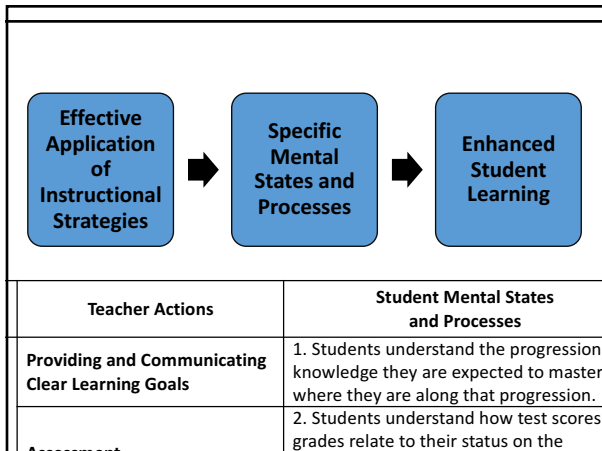 Effective
Application
of
Instructional
Strategies
Specific
Mental
States and
Processes
Enhanced
Student
Learning
Teacher Actions
Student Mental States
and Processes
Providing and Communicating
Clear Learning Goals
1. Students understand the progression
knowledge they are expected to master
where they are along that progression.
2. Students understand how test scores
grades relate to their status on the
Assessment